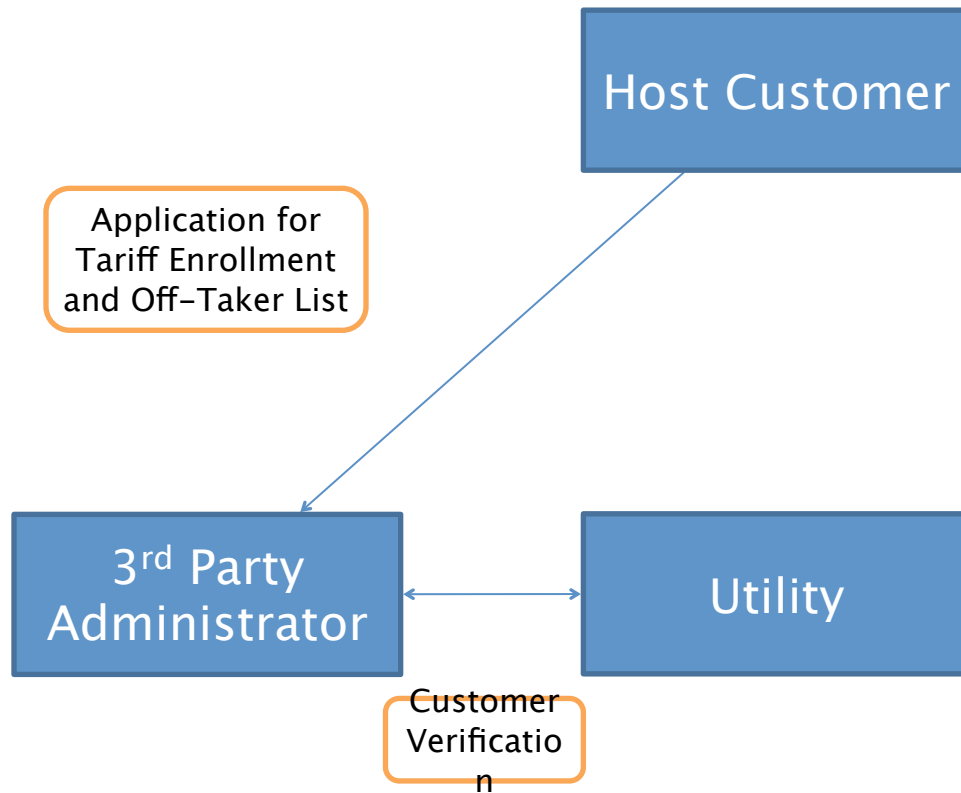 Host Customer
Application for
Tariff Enrollment
and Off-Taker List
3rd Party
Administrator
Utility
Customer
Verificatio
n